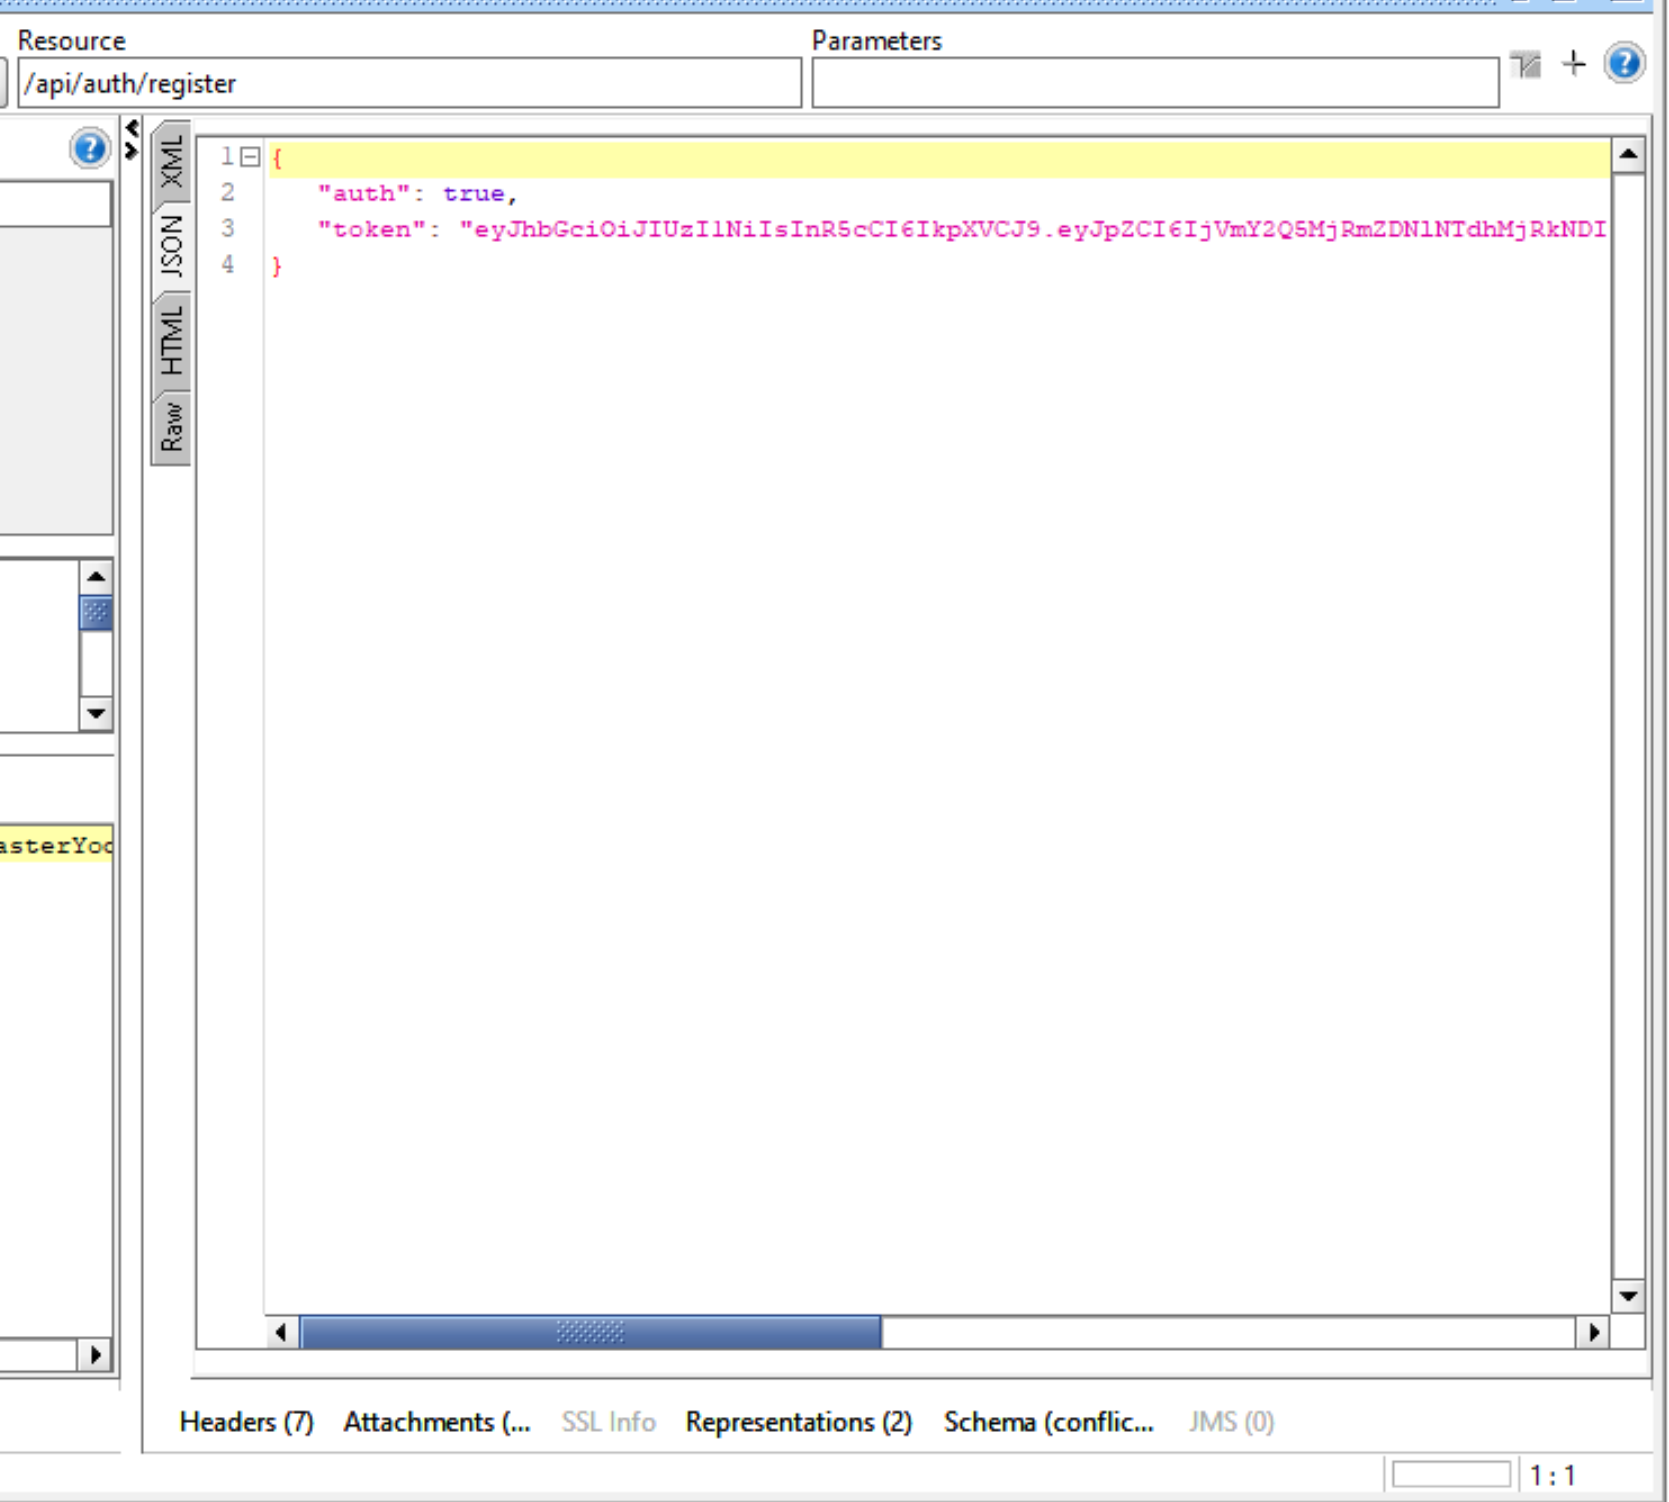 Resource
Parameters
/api/auth/register
XML
JSON
HTML
Raw
1 {
2 "auth": true,
3 "token": "eyJhbGciOiJIUzI1NiIsInR5cCI6IkpXVCJ9.eyJpZCI6IjVmY2Q5MjRmZDN1NTdhMjRkNDI
4 }
asterYoo
Headers (7) Attachments (... SSL Info Representations (2) Schema (conflic... JMS (0)
1 : 1